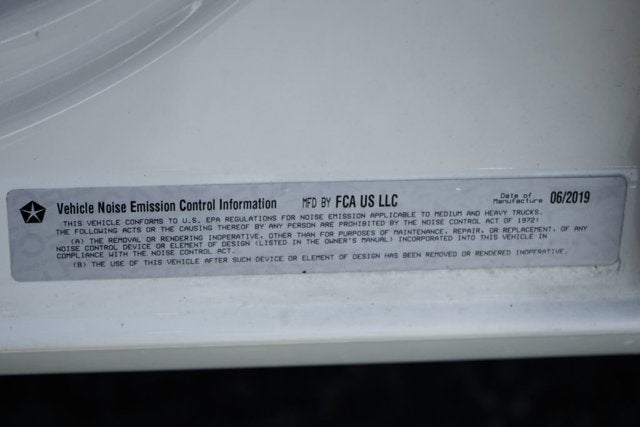 Vehicle Noise Emission Control Information MFD BY FCA US LLC Date of Manufacture 06/2019
THIS VEHICLE CONFORMS TO U.S. EPA REGULATIONS FOR NOISE EMISSION APPLICABLE TO MEDIUM AND HEAVY TRUCKS.
THE FOLLOWING ACTS OR THE CAUSING THEREOF BY ANY PERSON ARE PROHIBITED BY THE NOISE CONTROL ACT OF 1972:
(A) THE REMOVAL OR RENDERING INOPERATIVE, OTHER THAN FOR PURPOSES OF MAINTENANCE, REPAIR, OR REPLACEMENT, OF ANY
NOISE CONTROL DEVICE OR ELEMENT OF DESIGN (LISTED IN THE OWNER'S MANUAL) INCORPORATED INTO THIS VEHICLE IN
COMPLIANCE WITH THE NOISE CONTROL ACT.
(B) THE USE OF THIS VEHICLE AFTER SUCH DEVICE OR ELEMENT OF DESIGN HAS BEEN REMOVED OR RENDERED INOPERATIVE.